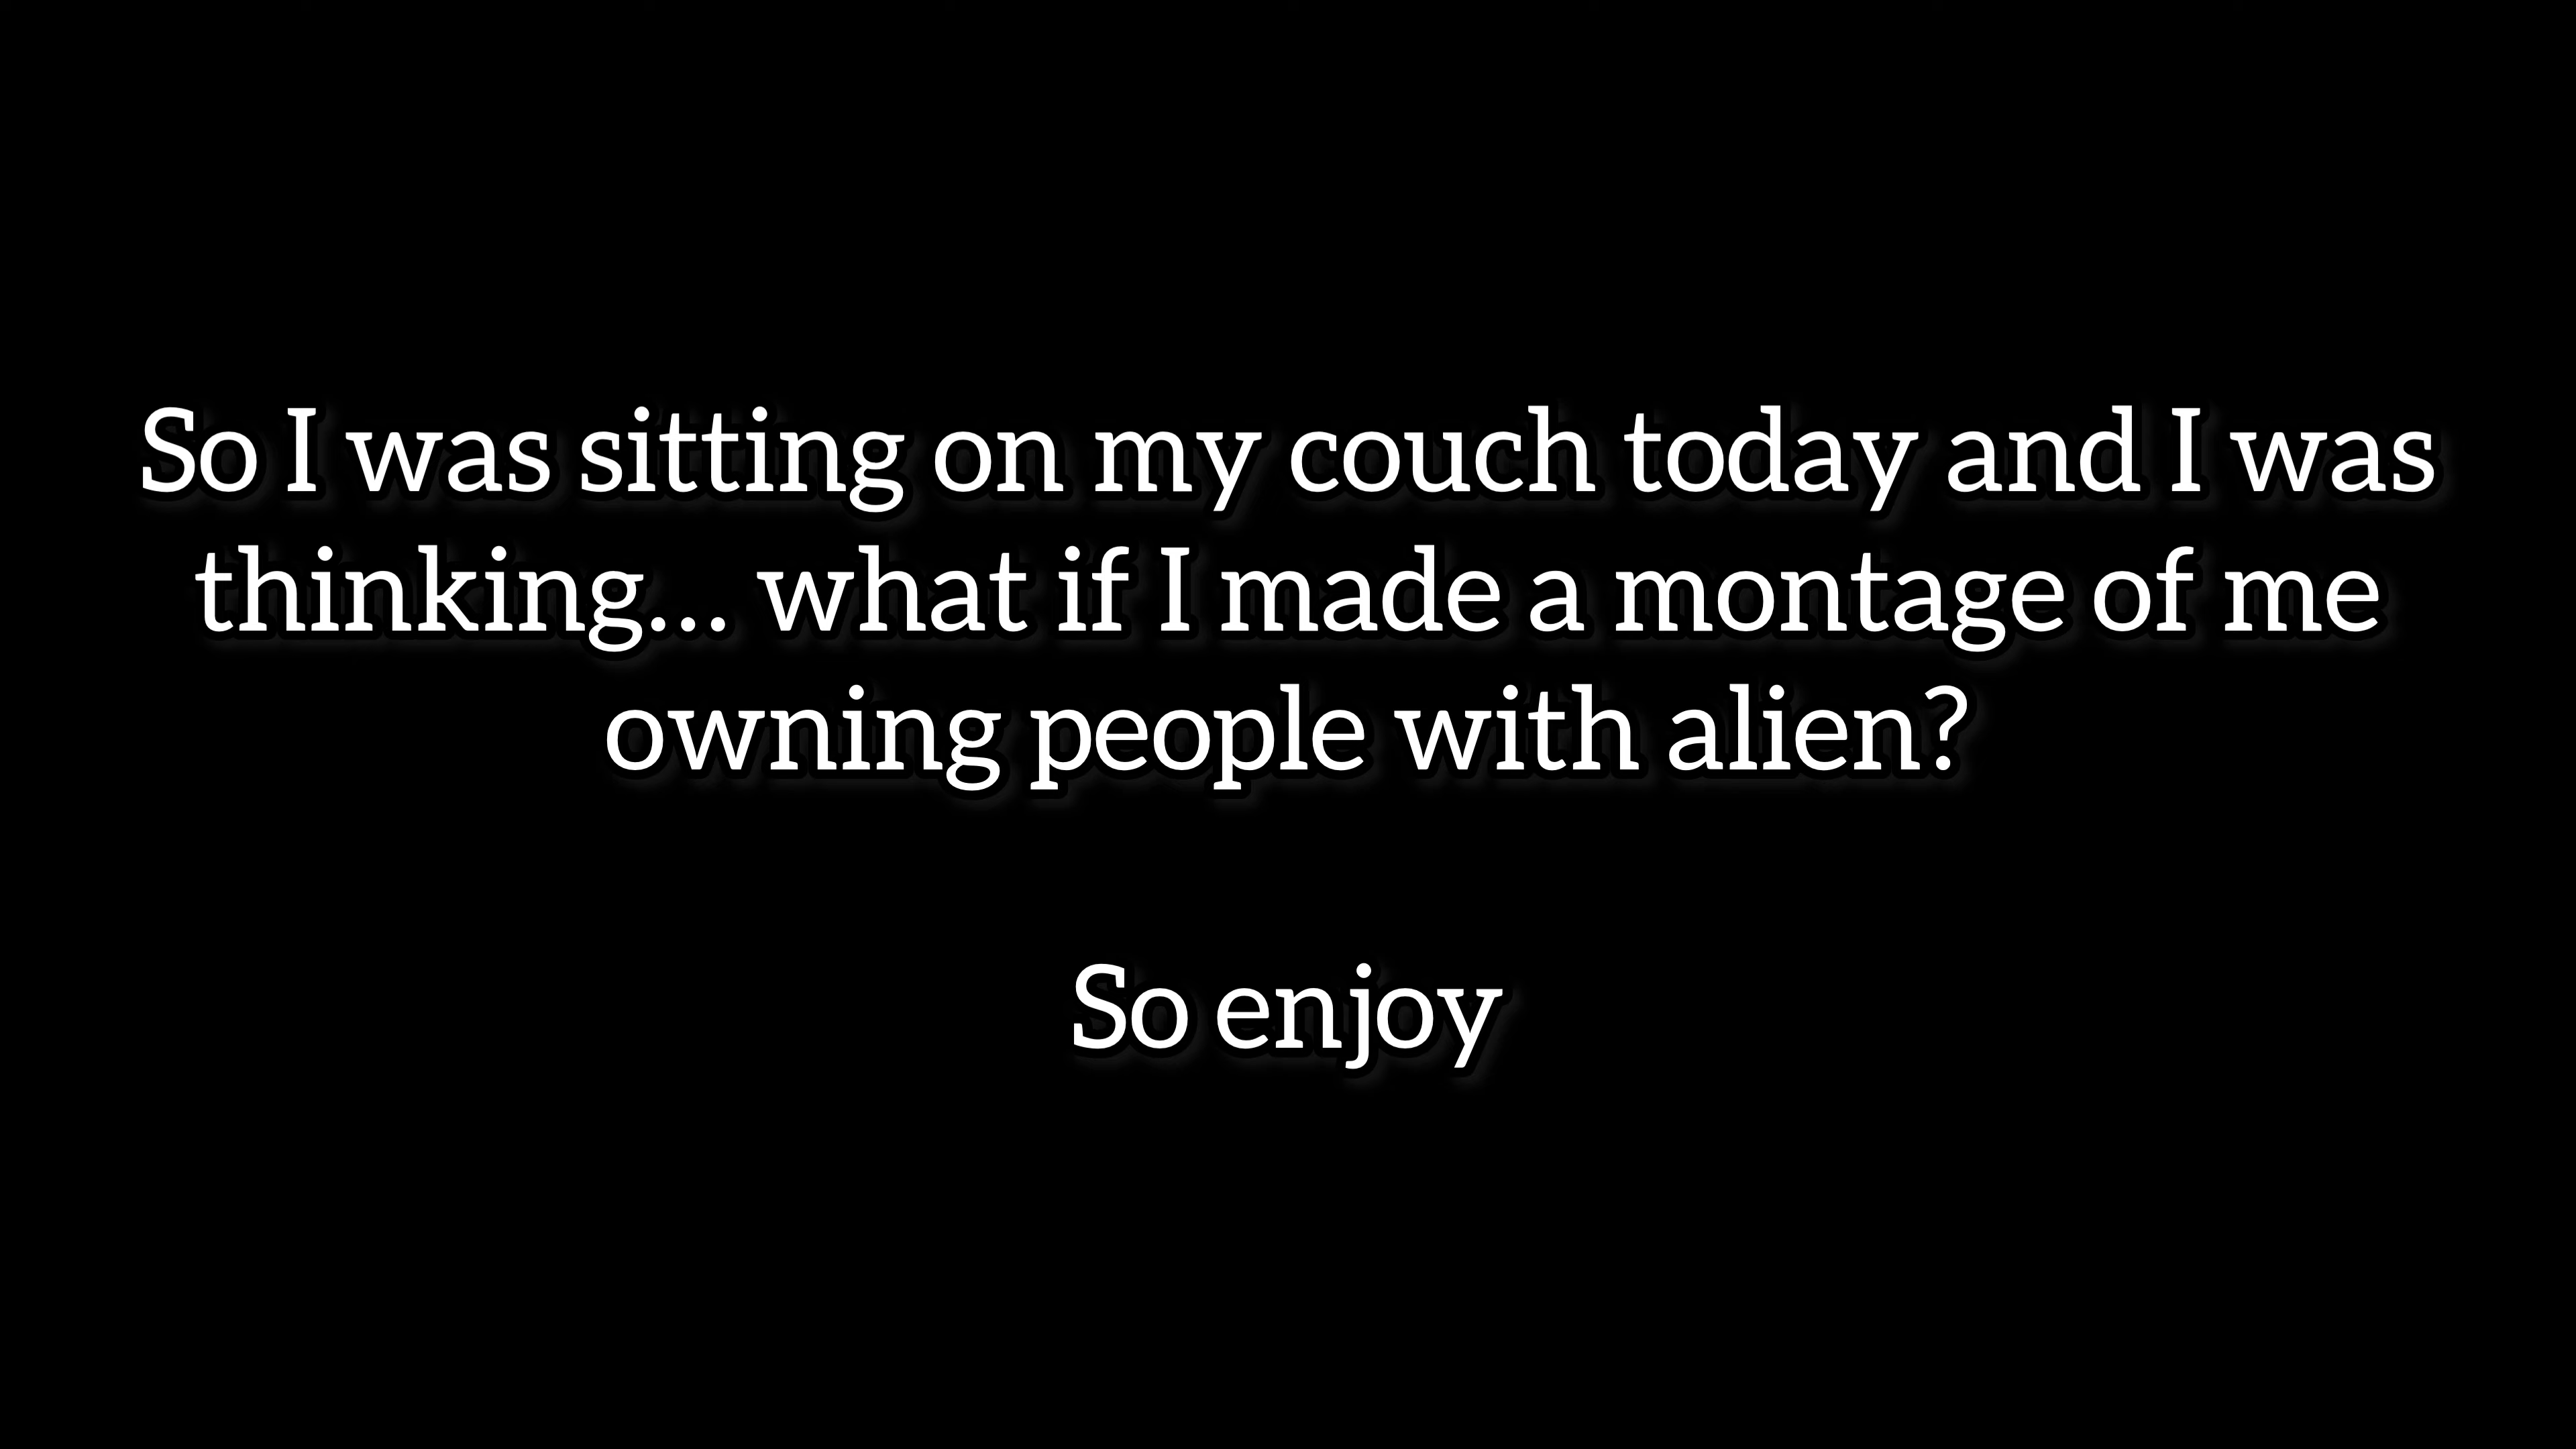 So I was sitting on my couch today and I was
thinking... what if I made a montage of me
owning people with alien?
So enjoy